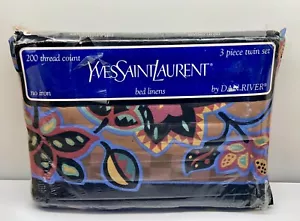 200 thread count
3 piece twin set
YVESSAINTLAURENT®
no iron
bed linens
by DAN RIVER®